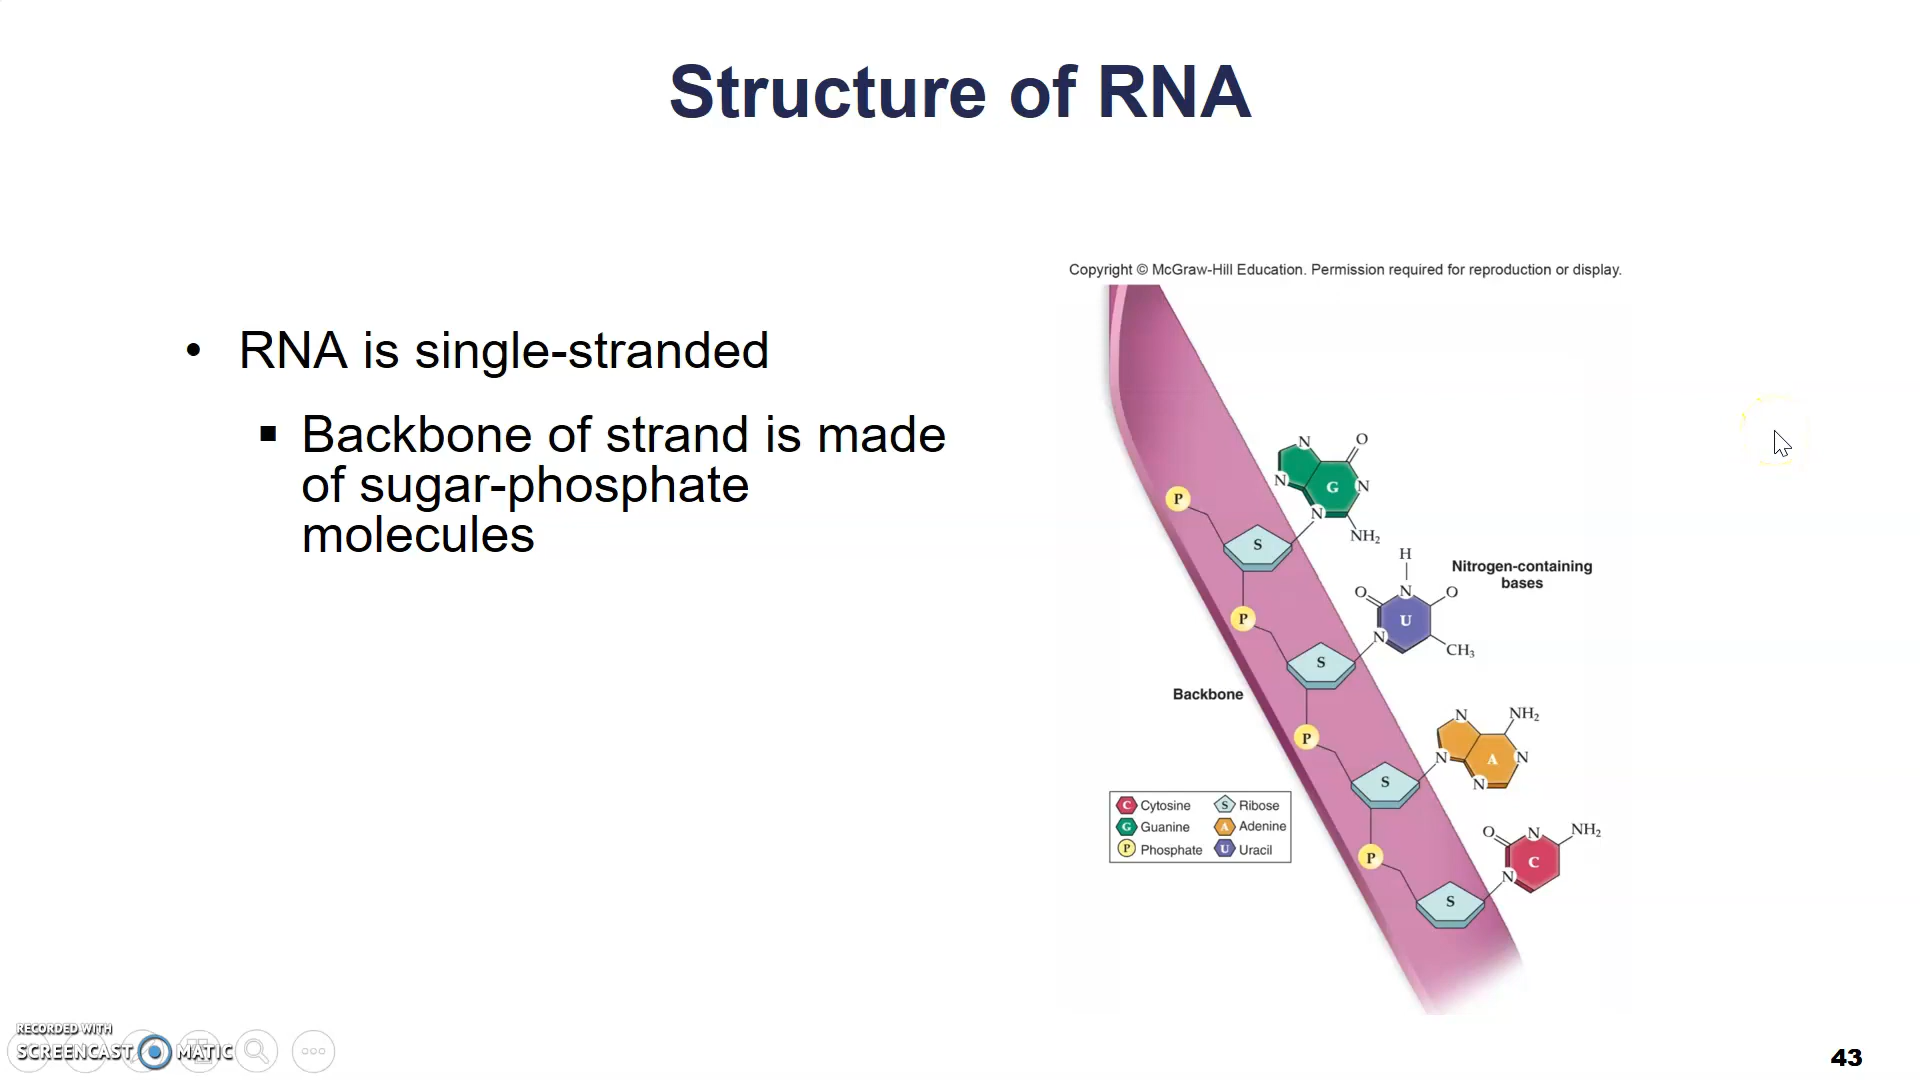 Structure of RNA
Copyright © McGraw-Hill Education. Permission required for reproduction or display.
• RNA is single-stranded
▪ Backbone of strand is made
of sugar-phosphate
molecules
N
O
N
G
N
P
N
NH₂
S
H
Nitrogen-containing
bases
O
N
O
P
U
N
CH₃
S
Backbone
N
NH₂
P
N
A
N
N
S
C Cytosine S Ribose
G Guanine A Adenine
P Phosphate U Uracil
O
N
NH₂
P
C
N
S
RECORDED WITH
SCREENCAST MATIC
43